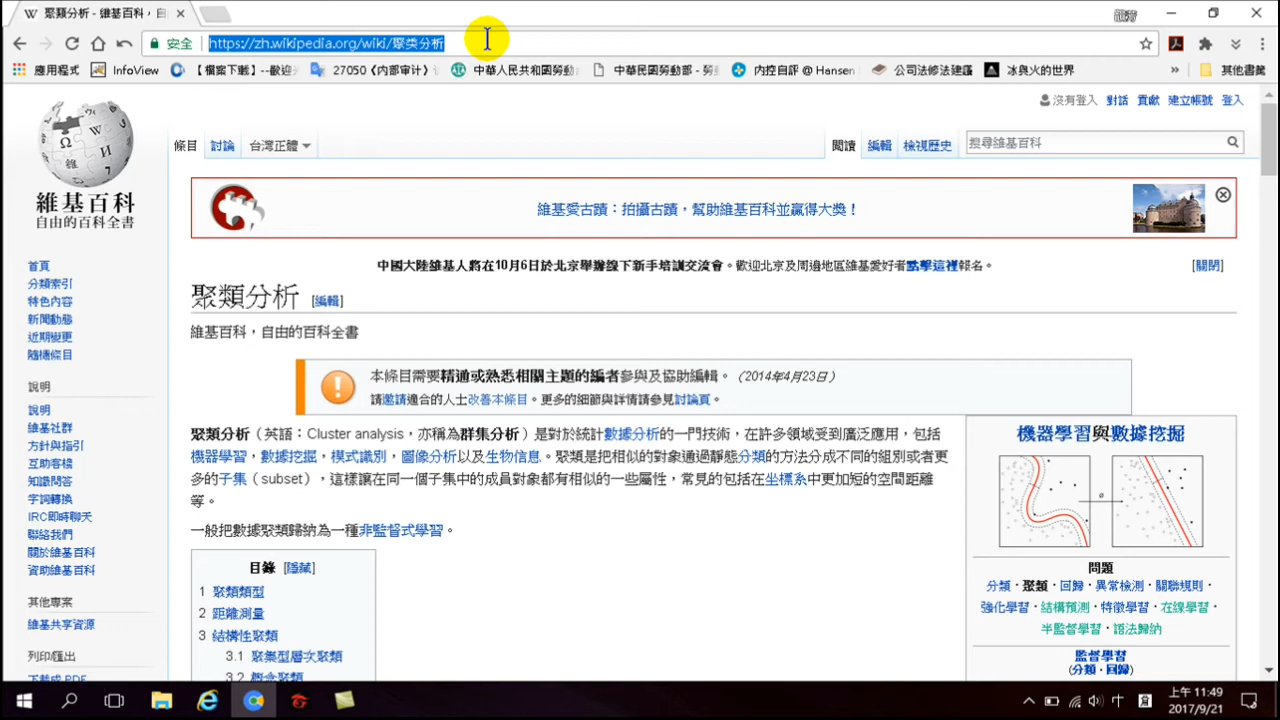 聚類分析 - 維基百科，自
安全 https://zh.wikipedia.org/wiki/聚类分析
應用程式 InfoView 【檔案下載】--歡迎 27050《内部审计》 中華人民共和國勞動 中華民國勞動部 - 勞 內控自評 @ Hansen 公司法修法建議 冰與火的世界 » 其他書籤
沒有登入 對話 貢獻 建立帳號 登入
條目 討論 台灣正體 閱讀 編輯 檢視歷史 搜尋維基百科
維基百科
自由的百科全書
維基愛古蹟：拍攝古蹟，幫助維基百科並贏得大獎！
中國大陸維基人將在10月6日於北京舉辦線下新手培訓交流會。歡迎北京及周邊地區維基愛好者點擊這裡報名。 [關閉]
首頁
分類索引
特色內容
新聞動態
近期變更
隨機條目
說明
說明
維基社群
方針與指引
互助客棧
知識問答
字詞轉換
IRC即時聊天
聯絡我們
關於維基百科
資助維基百科
其他專案
維基共享資源
列印/匯出
下載成 PDF
聚類分析 [編輯]
維基百科，自由的百科全書
本條目需要精通或熟悉相關主題的編者參與及協助編輯。 （2014年4月23日）
請邀請適合的人士改善本條目。更多的細節與詳情請參見討論頁。
聚類分析（英語：Cluster analysis，亦稱為群集分析）是對於統計數據分析的一門技術，在許多領域受到廣泛應用，包括
機器學習，數據挖掘，模式識別，圖像分析以及生物信息。聚類是把相似的對象通過靜態分類的方法分成不同的組別或者更
多的子集（subset），這樣讓在同一個子集中的成員對象都有相似的一些屬性，常見的包括在坐標系中更加短的空間距離
等。
一般把數據聚類歸納為一種非監督式學習。
目錄 [隱藏]
1 聚類類型
2 距離測量
3 結構性聚類
3.1 聚集型層次聚類
3.2 概念聚類
機器學習與數據挖掘
問題
分類 · 聚類 · 回歸 · 異常檢測 · 關聯規則 ·
強化學習 · 結構預測 · 特徵學習 · 在線學習 ·
半監督學習 · 語法歸納
監督學習
(分類 · 回歸)
中
上午 11:49
2017/9/21